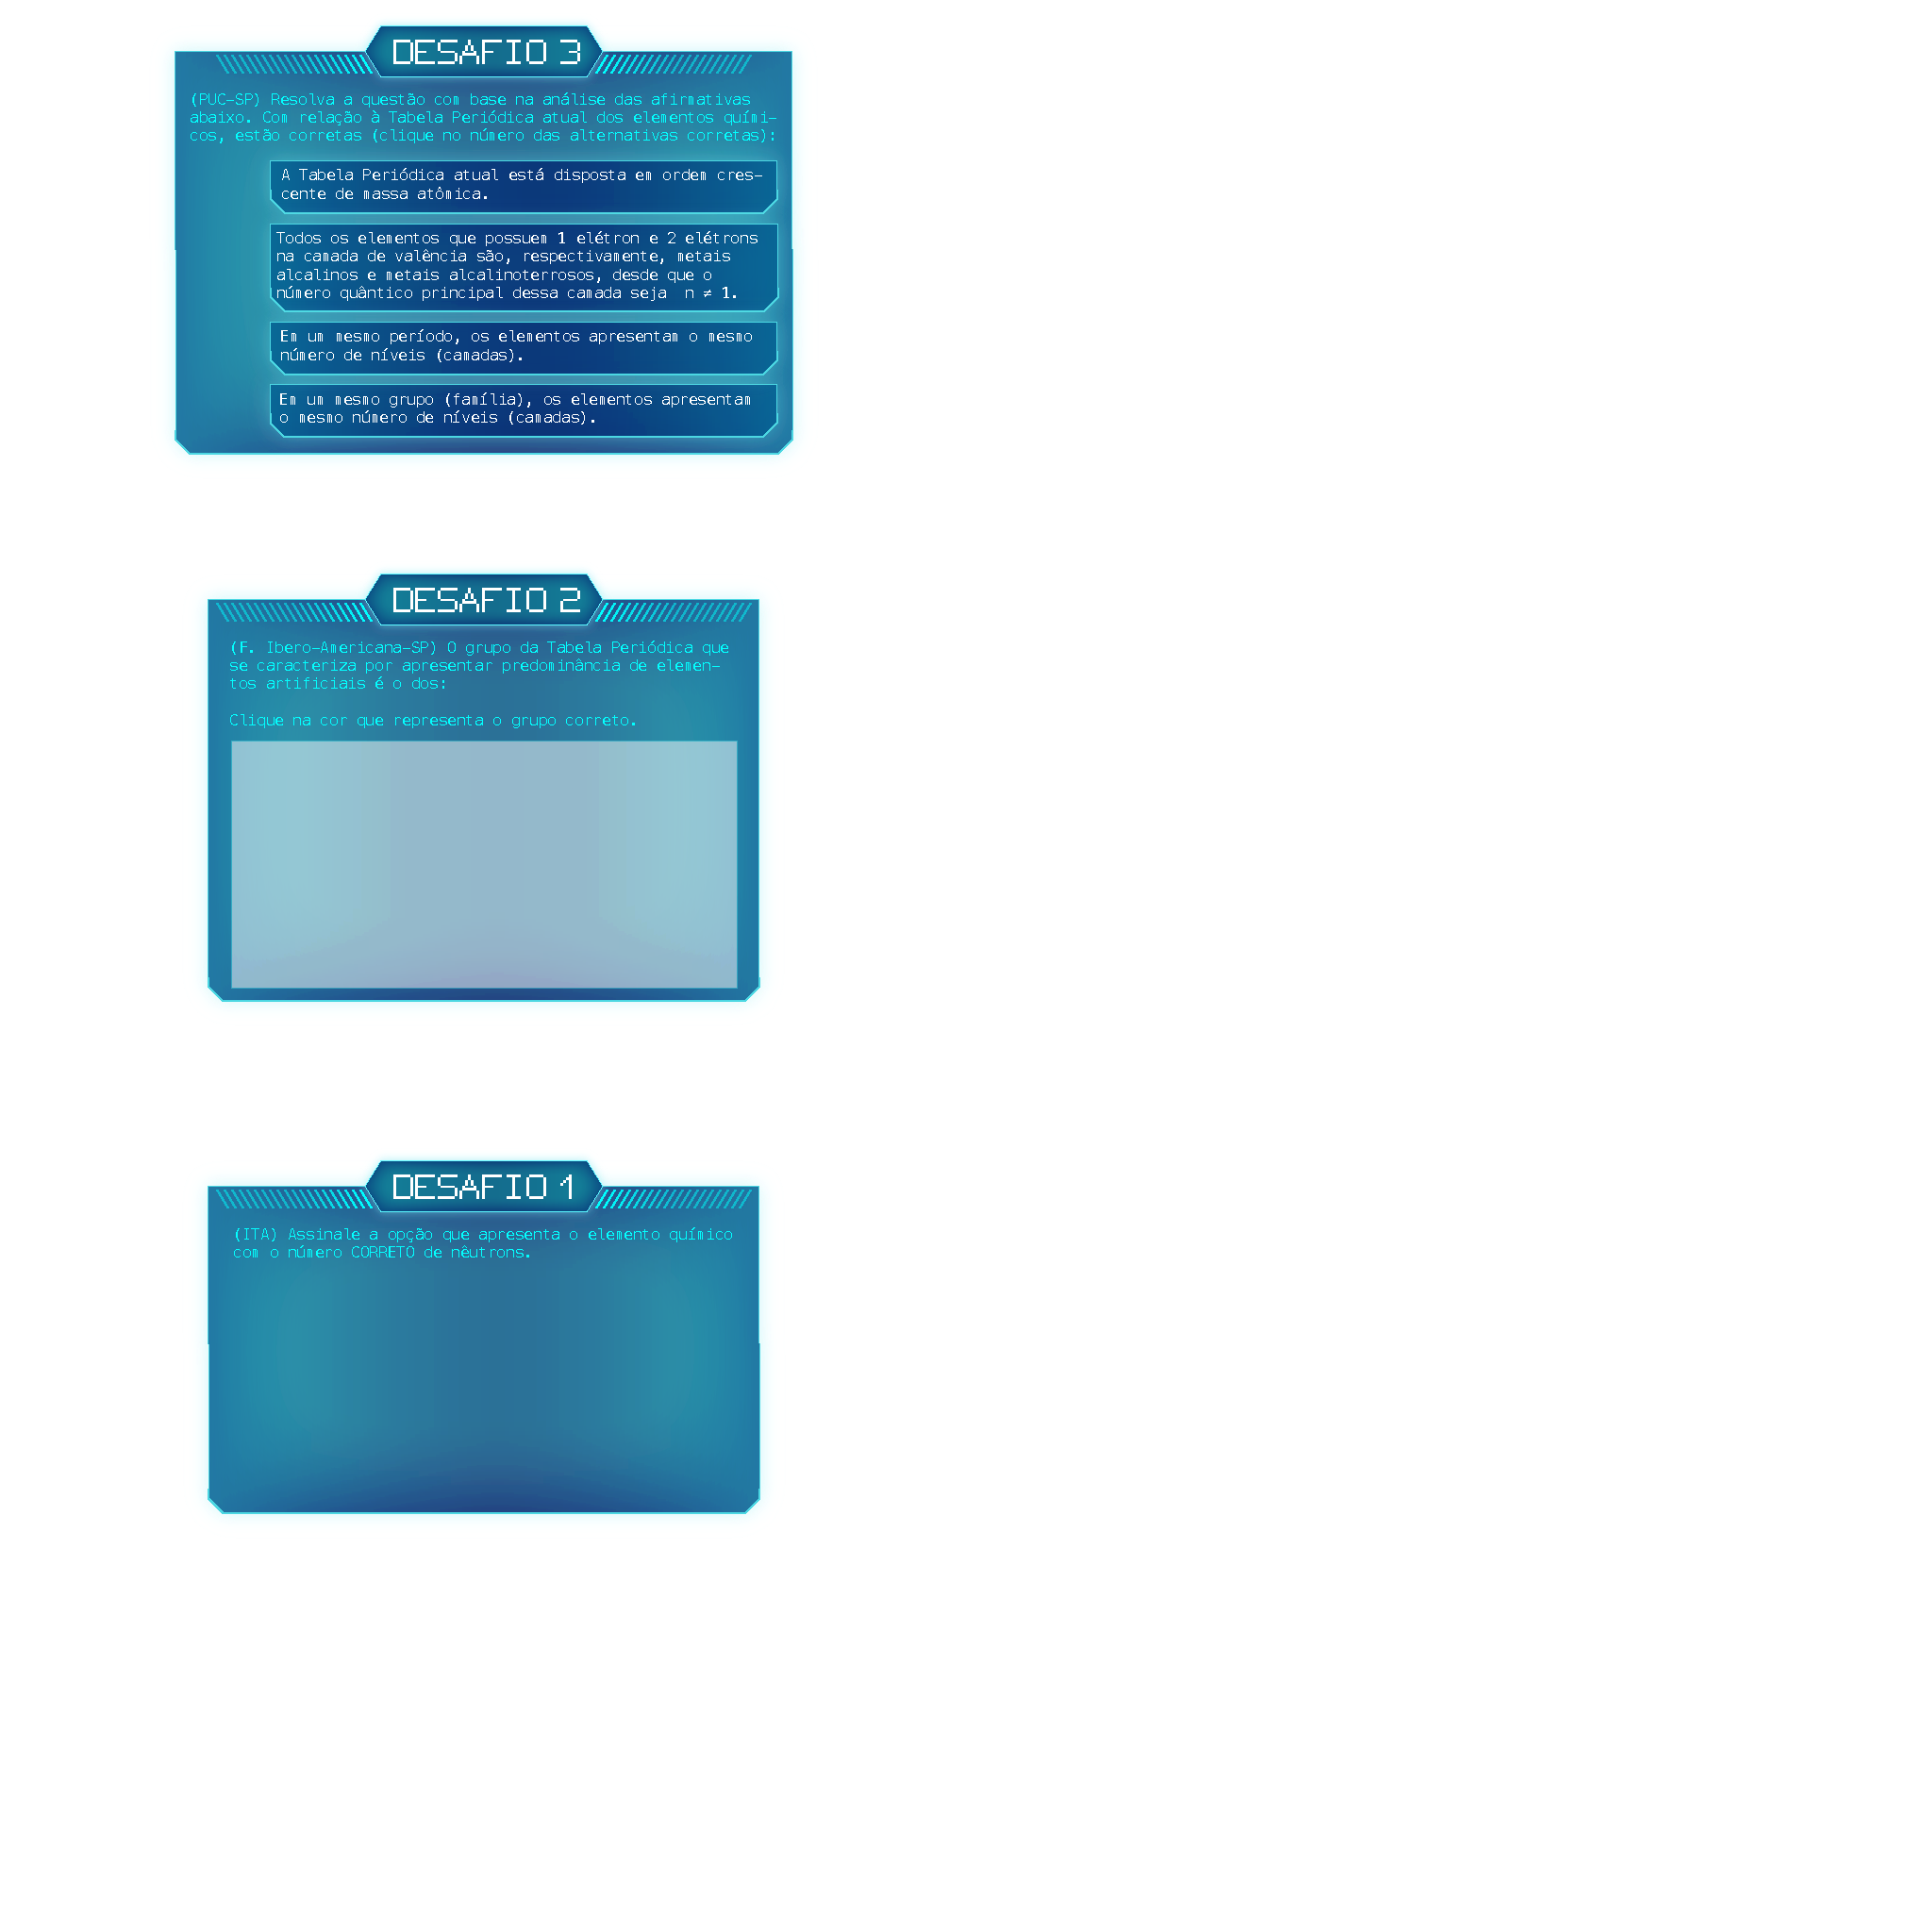 DESAFIO 3
(PUC-SP) Resolva a questão com base na análise das afirmativas
abaixo. Com relação à Tabela Periódica atual dos elementos quími-
cos, estão corretas (clique no número das alternativas corretas):
A Tabela Periódica atual está disposta em ordem cres-
cente de massa atômica.
Todos os elementos que possuem 1 elétron e 2 elétrons
na camada de valência são, respectivamente, metais
alcalinos e metais alcalinoterrosos, desde que o
número quântico principal dessa camada seja  n ≠ 1.
Em um mesmo período, os elementos apresentam o mesmo
número de níveis (camadas).
Em um mesmo grupo (família), os elementos apresentam
o mesmo número de níveis (camadas).
DESAFIO 2
(F. Ibero-Americana-SP) O grupo da Tabela Periódica que
se caracteriza por apresentar predominância de elemen-
tos artificiais é o dos:
Clique na cor que representa o grupo correto.
DESAFIO 1
(ITA) Assinale a opção que apresenta o elemento químico
com o número CORRETO de nêutrons.